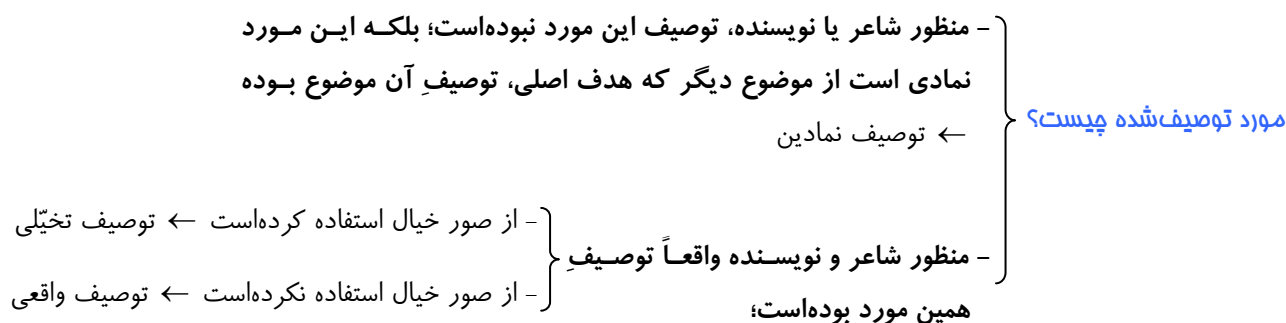 مورد توصیف‌شده چیست؟
- منظور شاعر یا نویسنده، توصیف این مورد نبوده‌است؛ بلکه این مورد
نمادی است از موضوع دیگر که هدف اصلی، توصیفِ آن موضوع بوده
← توصیف نمادین
- منظور شاعر و نویسنده واقعاً توصیفِ
همین مورد بوده‌است؛
- از صور خیال استفاده کرده‌است ← توصیف تخیّلی
- از صور خیال استفاده نکرده‌است ← توصیف واقعی